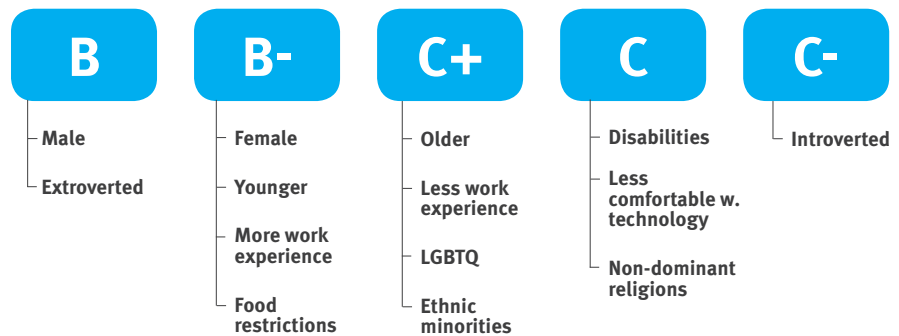 B
Male
Extroverted
B-
Female
Younger
More work
experience
Food
restrictions
C+
Older
Less work
experience
LGBTQ
Ethnic
minorities
C
Disabilities
Less
comfortable w.
technology
Non-dominant
religions
C-
Introverted